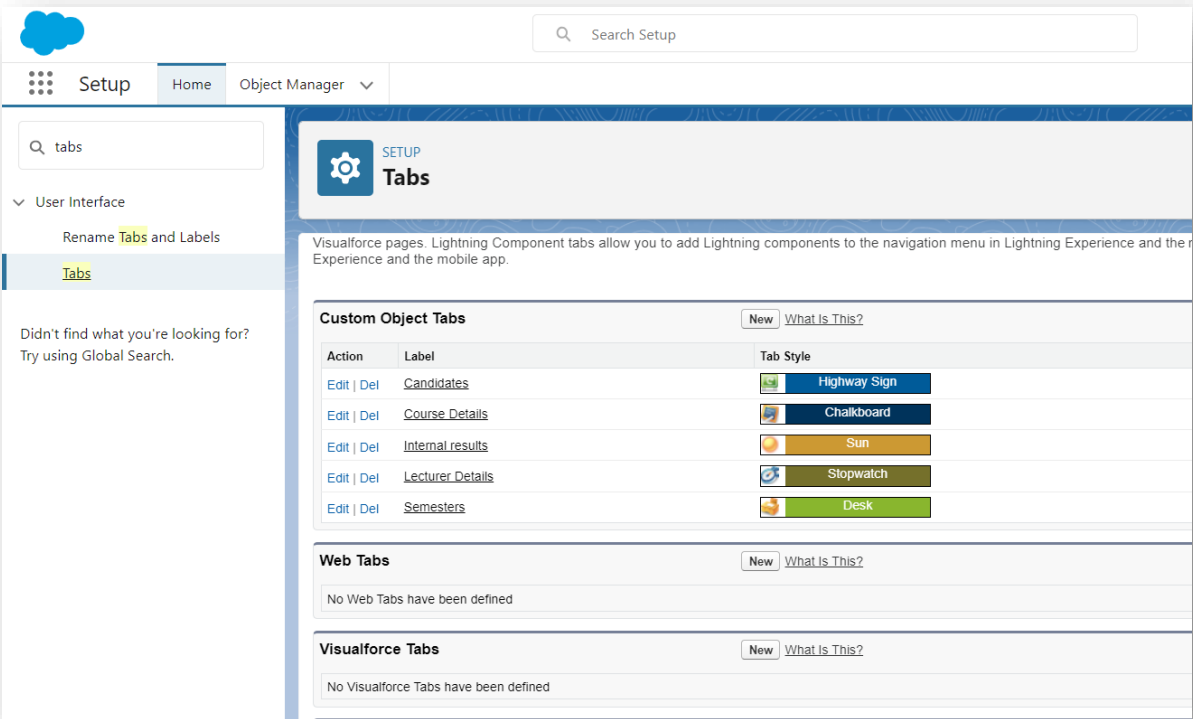 Search Setup
Setup Home Object Manager
tabs
SETUP
Tabs
User Interface
Rename Tabs and Labels
Tabs
Didn't find what you're looking for?
Try using Global Search.
Visualforce pages. Lightning Component tabs allow you to add Lightning components to the navigation menu in Lightning Experience and the
Experience and the mobile app.
Custom Object Tabs New What Is This?
Action Label Tab Style
Edit | Del Candidates Highway Sign
Edit | Del Course Details Chalkboard
Edit | Del Internal results Sun
Edit | Del Lecturer Details Stopwatch
Edit | Del Semesters Desk
Web Tabs New What Is This?
No Web Tabs have been defined
Visualforce Tabs New What Is This?
No Visualforce Tabs have been defined